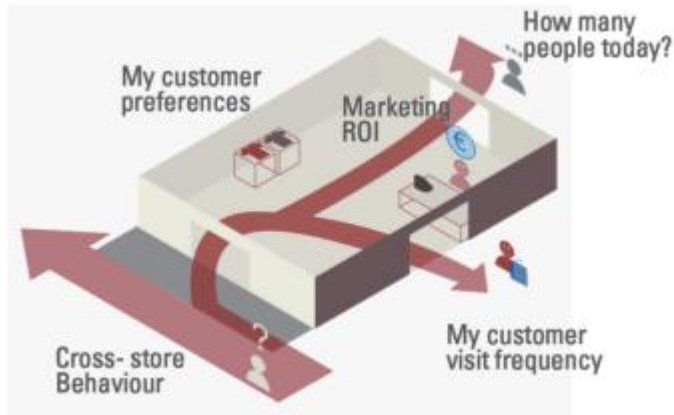 How many
people today?
My customer
preferences
Marketing
ROI
€
?
My customer
visit frequency
Cross- store
Behaviour